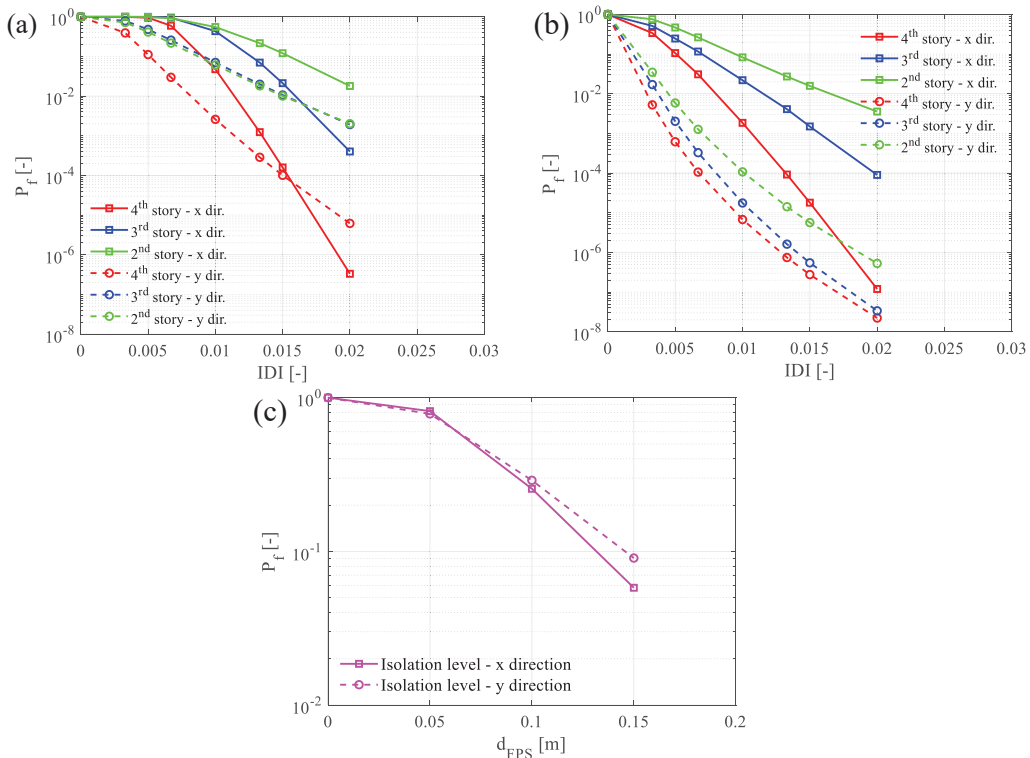 (a)
10^0
10^-2
10^-4
10^-6
10^-8
P_f [-]
4^th story - x dir.
3^rd story - x dir.
2^nd story - x dir.
4^th story - y dir.
3^rd story - y dir.
2^nd story - y dir.
0 0.005 0.01 0.015 0.02 0.03
IDI [-]
(b)
10^0
10^-2
10^-4
10^-6
10^-8
P_f [-]
4^th story - x dir.
3^rd story - x dir.
2^nd story - x dir.
4^th story - y dir.
3^rd story - y dir.
2^nd story - y dir.
0 0.005 0.01 0.015 0.02 0.03
IDI [-]
(c)
10^0
10^-1
10^-2
P_f [-]
Isolation level - x direction
Isolation level - y direction
0 0.05 0.1 0.15 0.2
d_FPS [m]